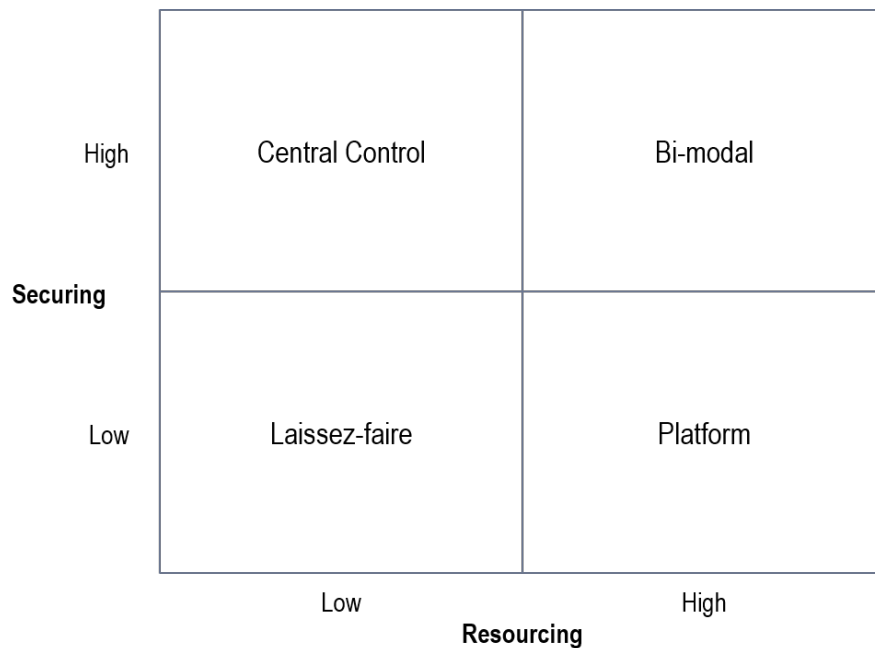 High
Central Control
Bi-modal
Securing
Low
Laissez-faire
Platform
Low
High
Resourcing